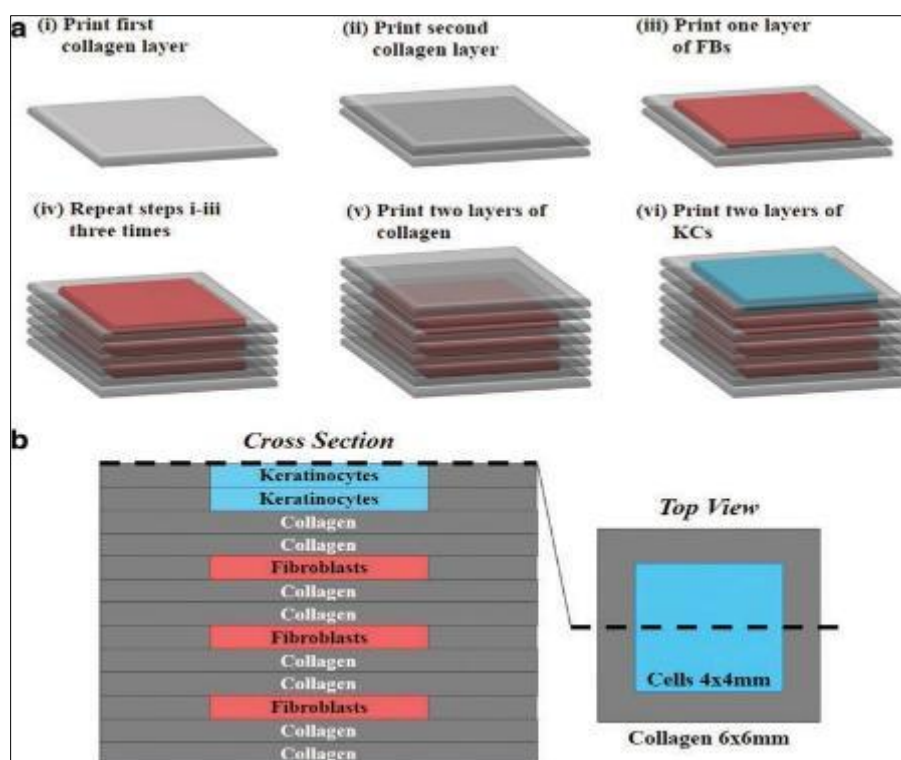 a
(i) Print first
collagen layer
(ii) Print second
collagen layer
(iii) Print one layer
of FBs
(iv) Repeat steps i-iii
three times
(v) Print two layers of
collagen
(vi) Print two layers of
KCs
b
Cross Section
Keratinocytes
Keratinocytes
Collagen
Collagen
Fibroblasts
Collagen
Collagen
Fibroblasts
Collagen
Collagen
Fibroblasts
Collagen
Collagen
Top View
Cells 4x4mm
Collagen 6x6mm